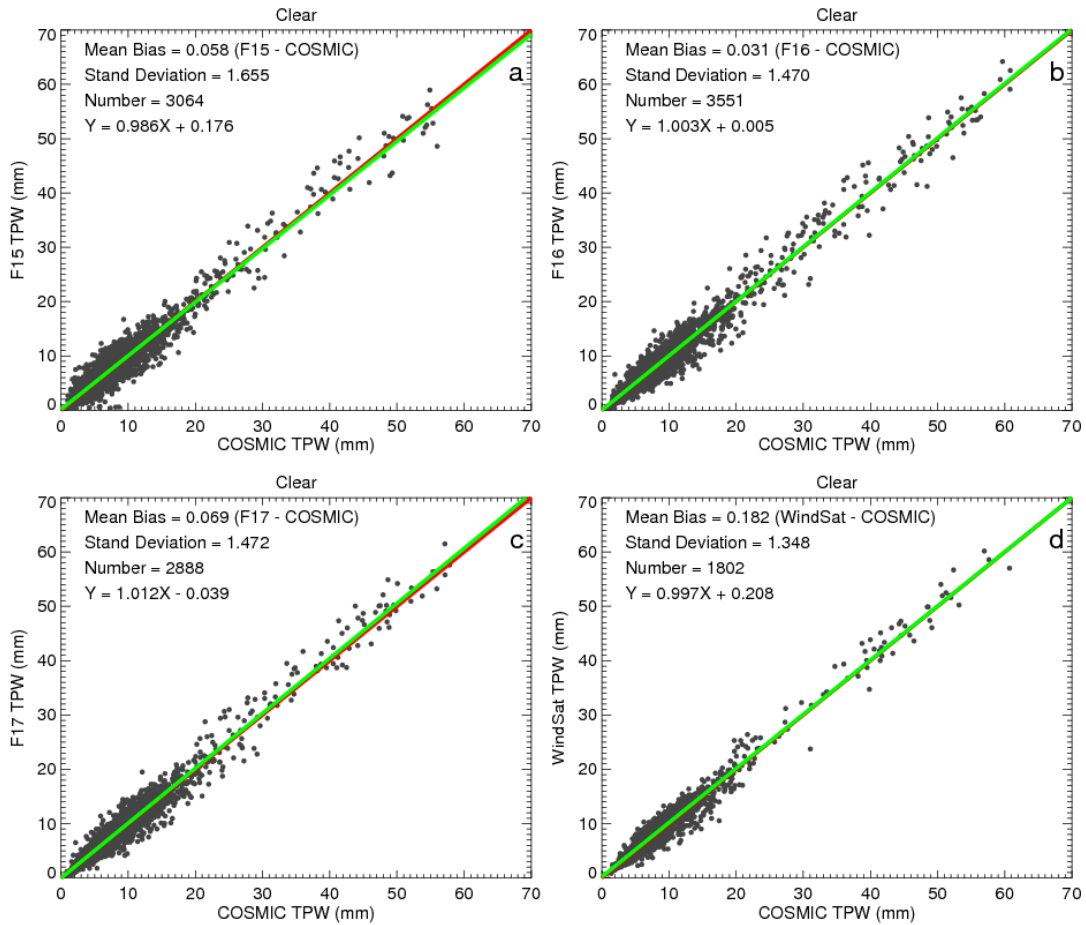 Clear
70
60
50
40
30
20
10
0
F15 TPW (mm)
Mean Bias = 0.058 (F15 - COSMIC)
a
Stand Deviation = 1.655
Number = 3064
Y = 0.986X + 0.176
0 10 20 30 40 50 60 70
COSMIC TPW (mm)
Clear
70
60
50
40
30
20
10
0
F16 TPW (mm)
Mean Bias = 0.031 (F16 - COSMIC)
b
Stand Deviation = 1.470
Number = 3551
Y = 1.003X + 0.005
0 10 20 30 40 50 60 70
COSMIC TPW (mm)
Clear
70
60
50
40
30
20
10
0
F17 TPW (mm)
Mean Bias = 0.069 (F17 - COSMIC)
c
Stand Deviation = 1.472
Number = 2888
Y = 1.012X - 0.039
0 10 20 30 40 50 60 70
COSMIC TPW (mm)
Clear
70
60
50
40
30
20
10
0
WindSat TPW (mm)
Mean Bias = 0.182 (WindSat - COSMIC)
d
Stand Deviation = 1.348
Number = 1802
Y = 0.997X + 0.208
0 10 20 30 40 50 60 70
COSMIC TPW (mm)